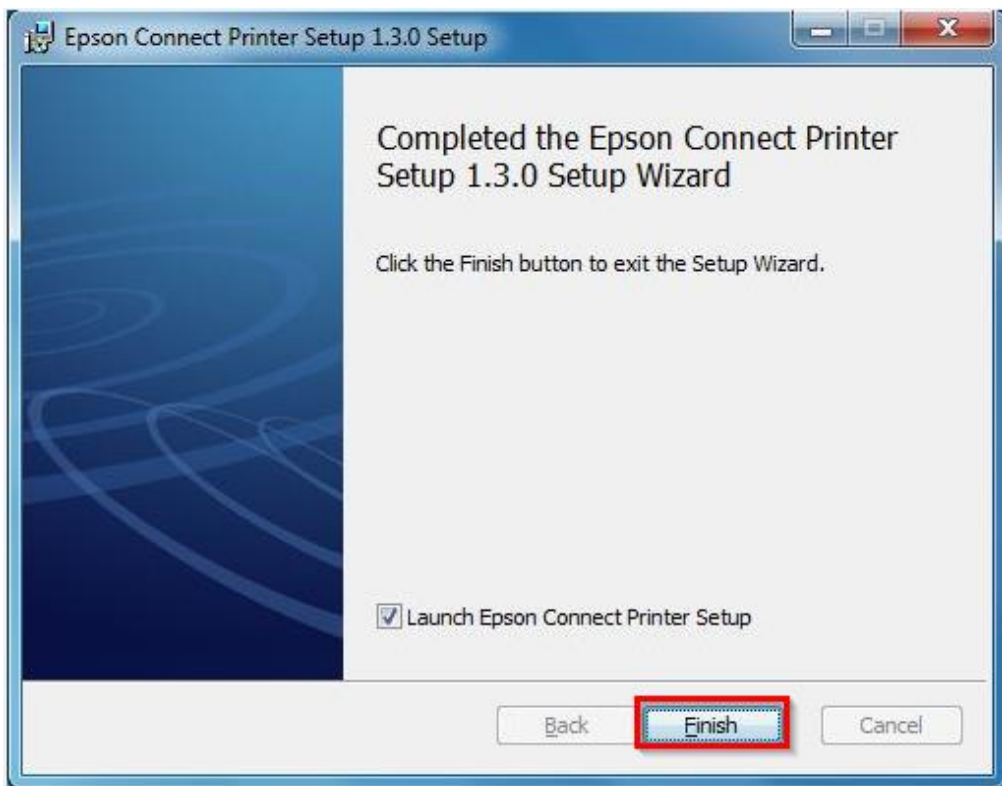 Epson Connect Printer Setup 1.3.0 Setup
Completed the Epson Connect Printer
Setup 1.3.0 Setup Wizard
Click the Finish button to exit the Setup Wizard.
Launch Epson Connect Printer Setup
Back Finish Cancel